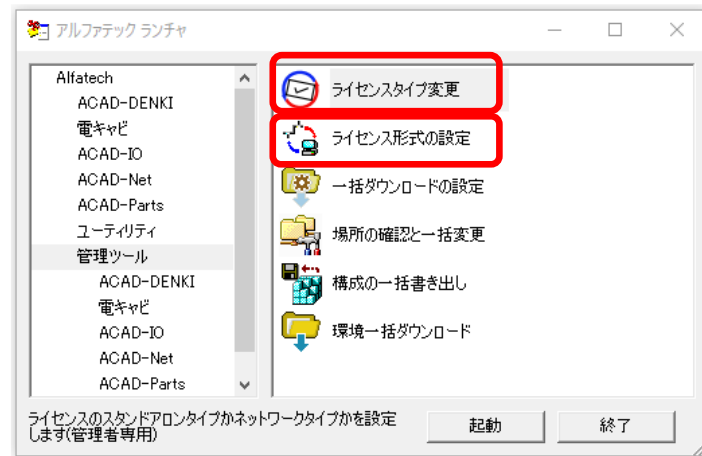 アルファテック ランチャ
Alfatech
ACAD-DENKI
電キャビ
ACAD-IO
ACAD-Net
ACAD-Parts
ユーティリティ
管理ツール
ACAD-DENKI
電キャビ
ACAD-IO
ACAD-Net
ACAD-Parts
ライセンスタイプ変更
ライセンス形式の設定
一括ダウンロードの設定
場所の確認と一括変更
構成の一括書き出し
環境一括ダウンロード
ライセンスのスタンドアロンタイプかネットワークタイプかを設定
します(管理者専用)
起動
終了